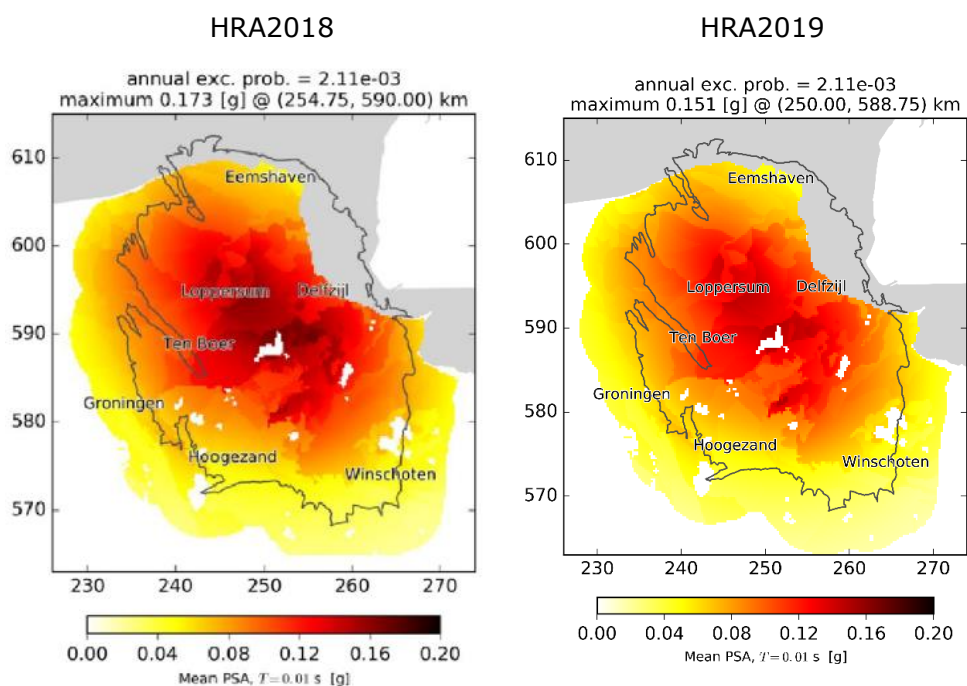 HRA2018
annual exc. prob. = 2.11e-03
maximum 0.173 [g] @ (254.75, 590.00) km
610
600
590
580
570
Eemshaven
Loppersum
Delfzijl
Ten Boer
Groningen
Hoogezand
Winschoten
230
240
250
260
270
0.00
0.04
0.08
0.12
0.16
0.20
Mean PSA, T=0.01 s [g]
HRA2019
annual exc. prob. = 2.11e-03
maximum 0.151 [g] @ (250.00, 588.75) km
610
600
590
580
570
Eemshaven
Loppersum
Delfzijl
Ten Boer
Groningen
Hoogezand
Winschoten
230
240
250
260
270
0.00
0.04
0.08
0.12
0.16
0.20
Mean PSA, T=0.01 s [g]